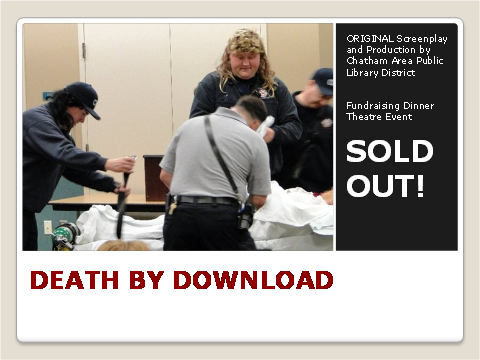 ORIGINAL Screenplay
and Production by
Chatham Area Public
Library District
Fundraising Dinner
Theatre Event
SOLD
OUT!
DEATH BY DOWNLOAD